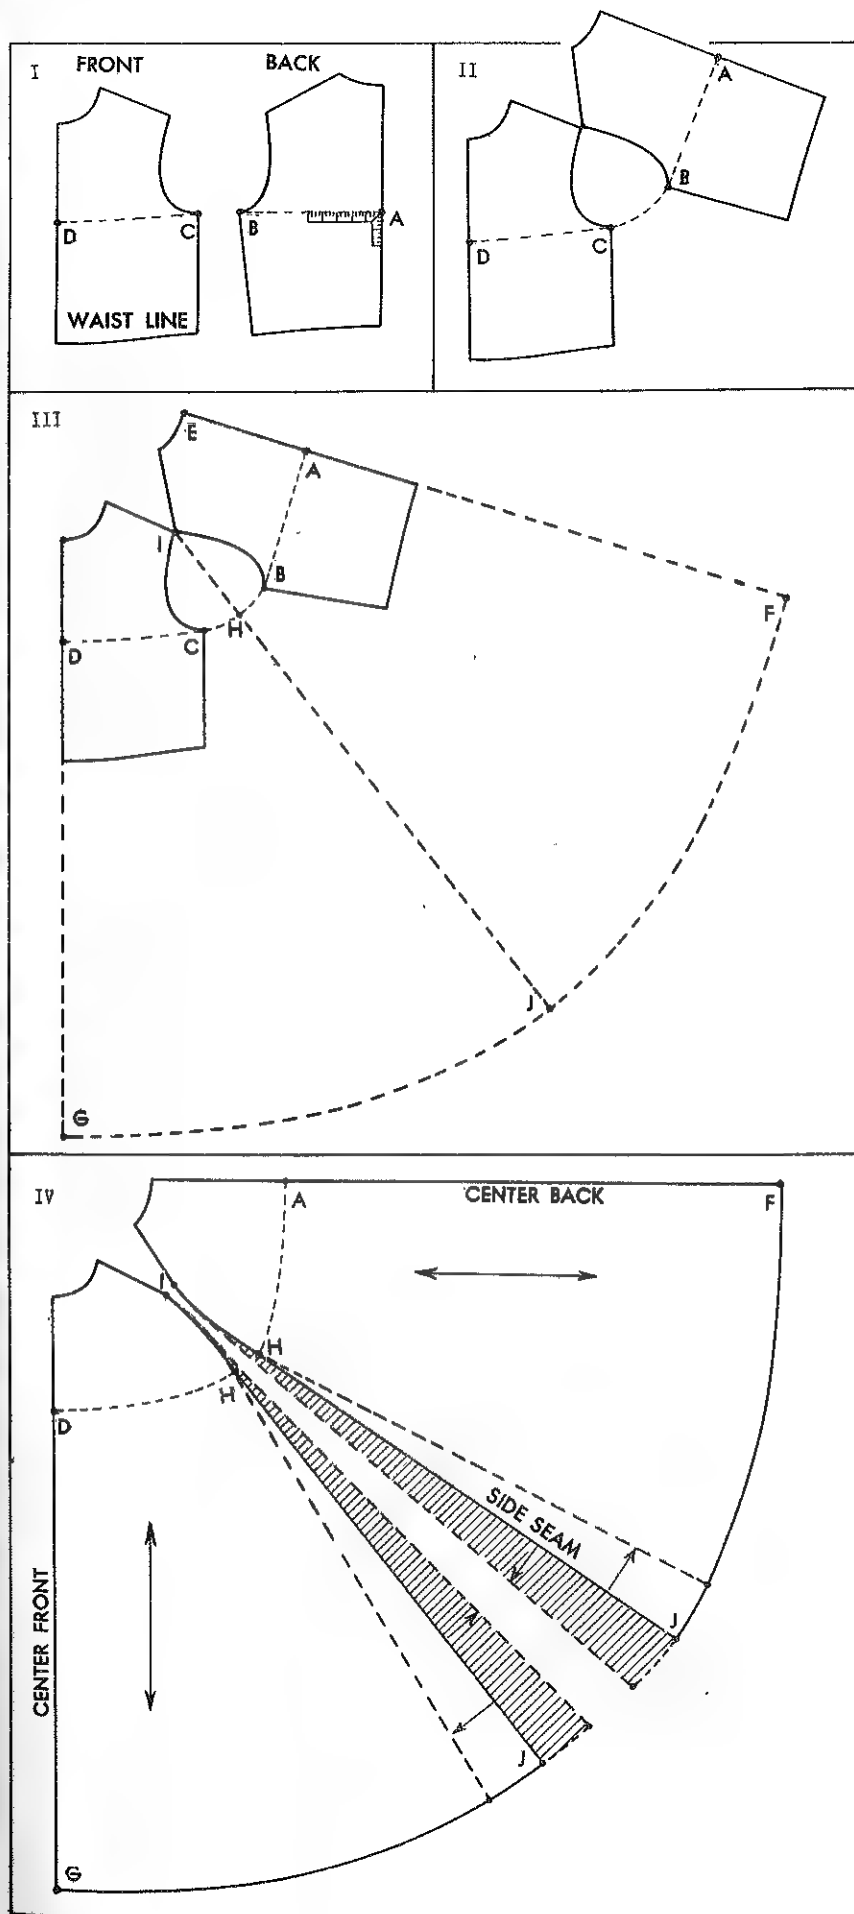 I
FRONT
BACK
D
C
B
A
WAIST LINE
II
A
B
C
D
III
E
A
I
B
H
C
D
F
J
G
IV
A
CENTER BACK
F
I
H
H
D
SIDE SEAM
J
CENTER FRONT
J
G